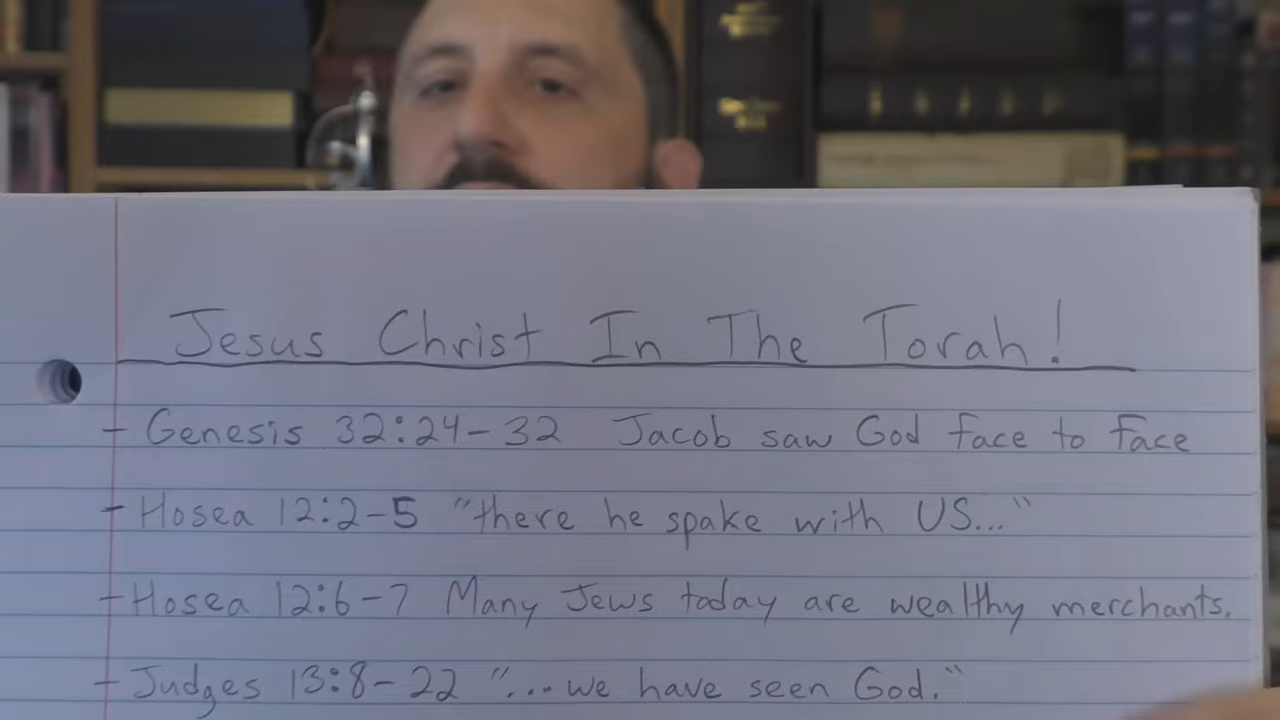 Jesus Christ In The Torah!
- Genesis 32:24-32 Jacob saw God face to face
- Hosea 12:2-5 "there he spake with US..."
- Hosea 12:6-7 Many Jews today are wealthy merchants.
- Judges 13:8-22 "...we have seen God."